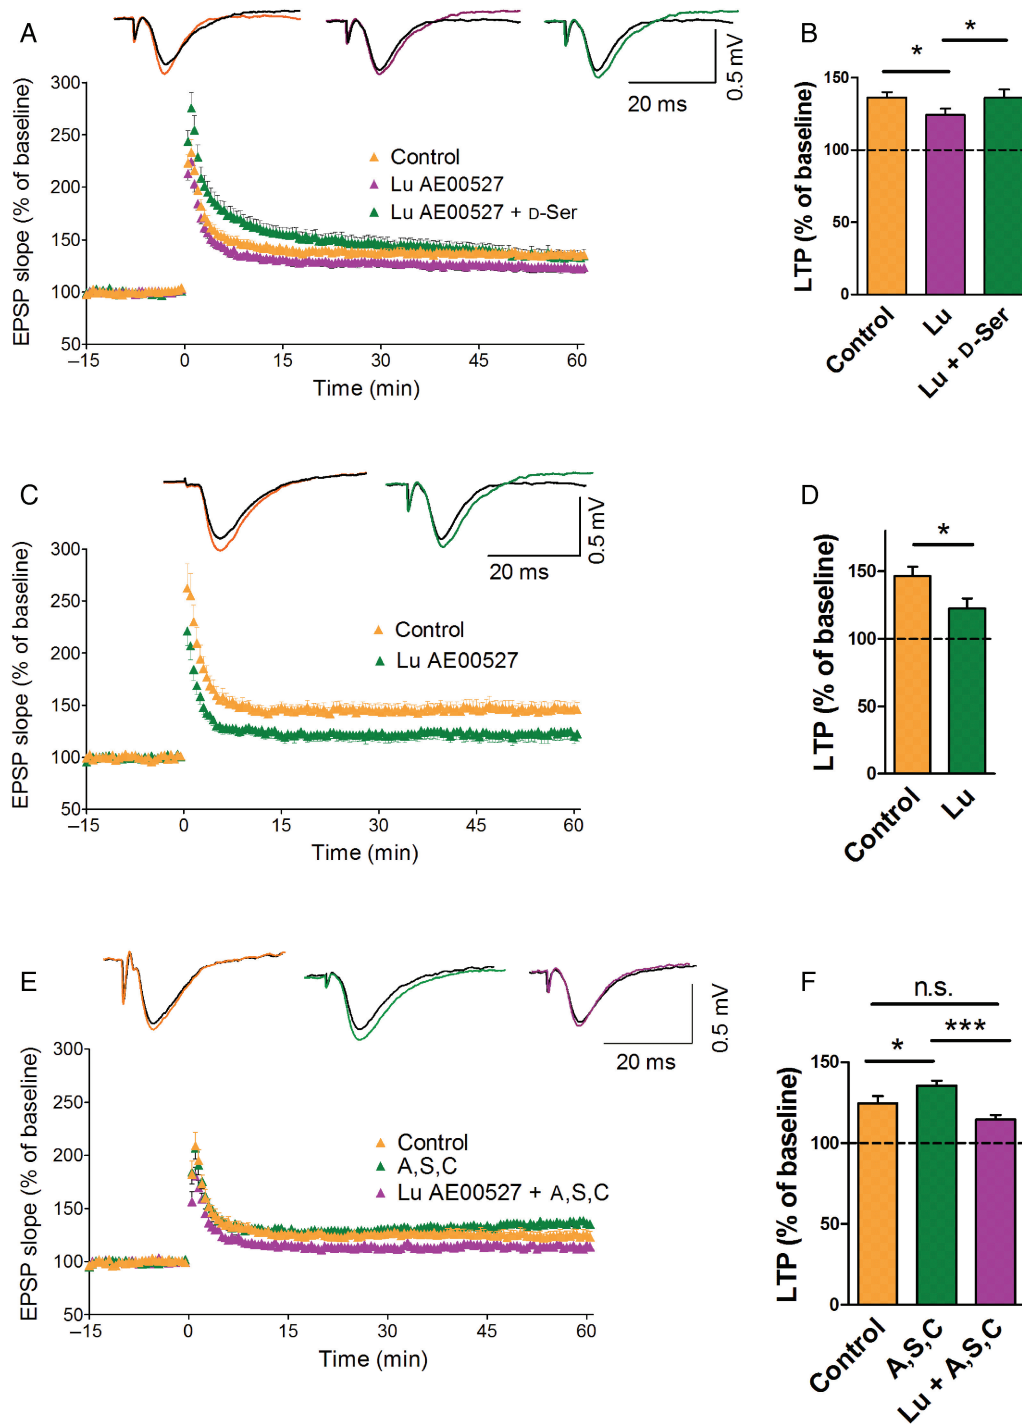 A
0.5 mV
20 ms
EPSP slope (% of baseline)
300
250
200
150
100
50
Control
Lu AE00527
Lu AE00527 + D-Ser
–15
0
15
30
45
60
Time (min)
B
*
*
LTP (% of baseline)
150
100
50
0
Control
Lu
Lu + D-Ser
C
0.5 mV
20 ms
EPSP slope (% of baseline)
300
250
200
150
100
50
Control
Lu AE00527
–15
0
15
30
45
60
Time (min)
D
*
LTP (% of baseline)
150
100
50
0
Control
Lu
E
0.5 mV
20 ms
EPSP slope (% of baseline)
300
250
200
150
100
50
Control
A,S,C
Lu AE00527 + A,S,C
–15
0
15
30
45
60
Time (min)
F
n.s.
*
***
LTP (% of baseline)
150
100
50
0
Control
A,S,C
Lu + A,S,C